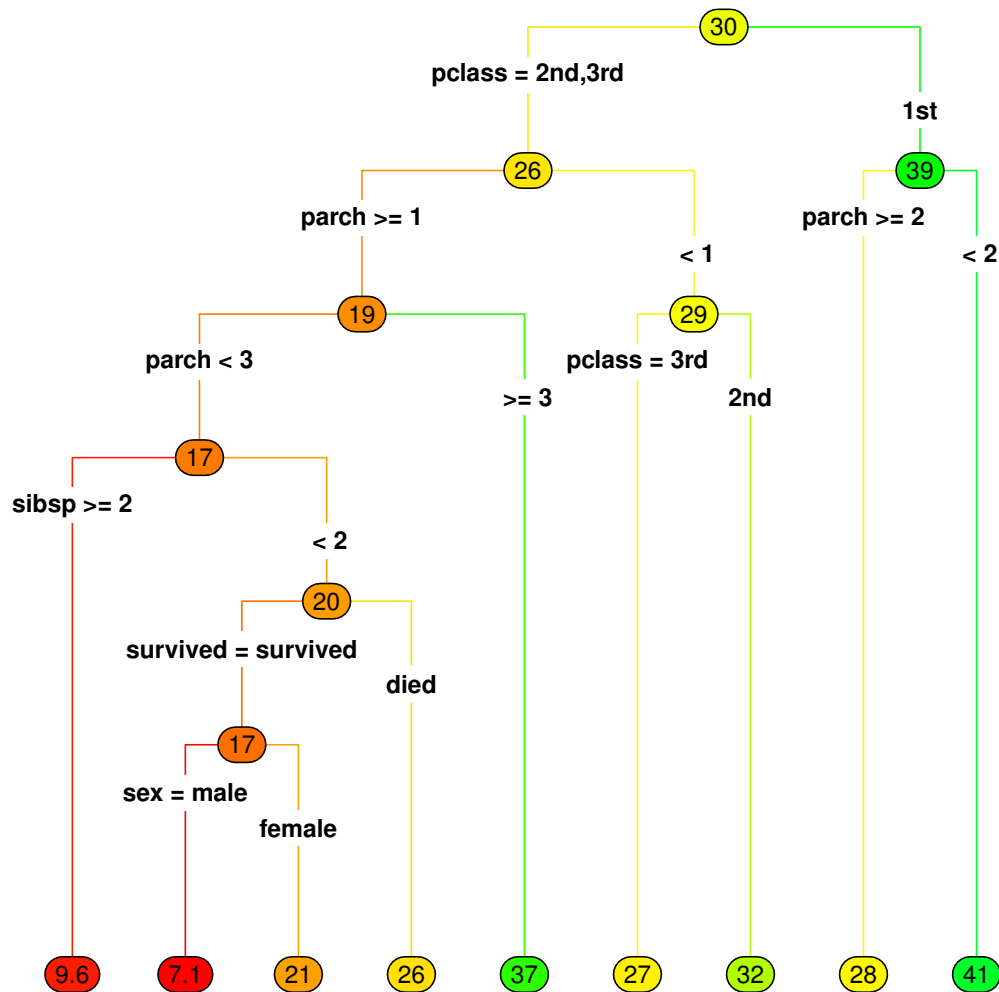 30
pclass = 2nd,3rd
1st
26
39
parch >= 1
parch >= 2
< 1
< 2
19
29
parch < 3
pclass = 3rd
>= 3
2nd
17
sibsp >= 2
< 2
20
survived = survived
died
17
sex = male
female
9.6
7.1
21
26
37
27
32
28
41